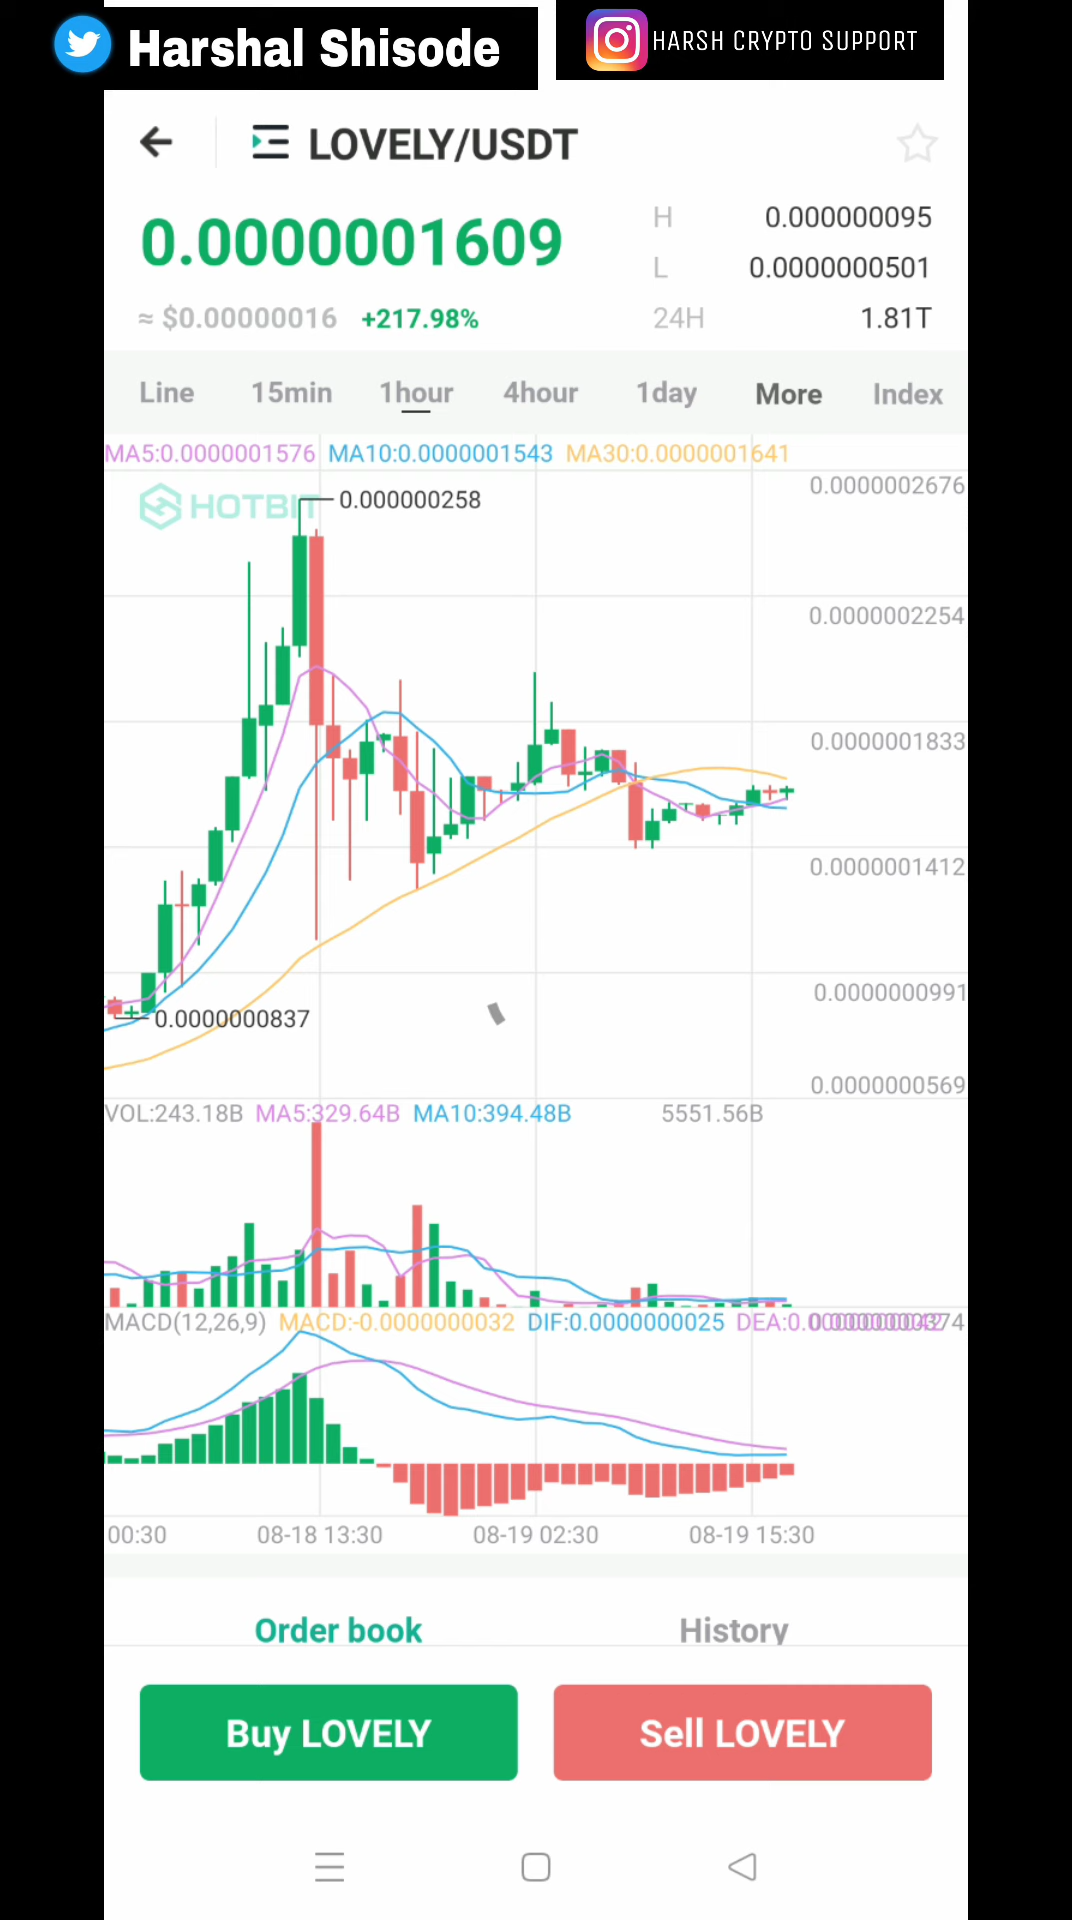 Harshal Shisode
HARSH CRYPTO SUPPORT
LOVELY/USDT
0.0000001609
H 0.000000095
L 0.0000000501
≈ $0.00000016 +217.98%
24H 1.81T
Line 15min 1hour 4hour 1day More Index
MA5:0.0000001576 MA10:0.0000001543 MA30:0.0000001641
0.0000002676
HOTBIT
0.000000258
0.0000002254
0.0000001833
0.0000001412
0.0000000991
0.0000000837
0.0000000569
VOL:243.18B MA5:329.64B MA10:394.48B 5551.56B
MACD(12,26,9) MACD:-0.0000000032 DIF:0.0000000025 DEA:
00:30 08-18 13:30 08-19 02:30 08-19 15:30
Order book History
Buy LOVELY Sell LOVELY